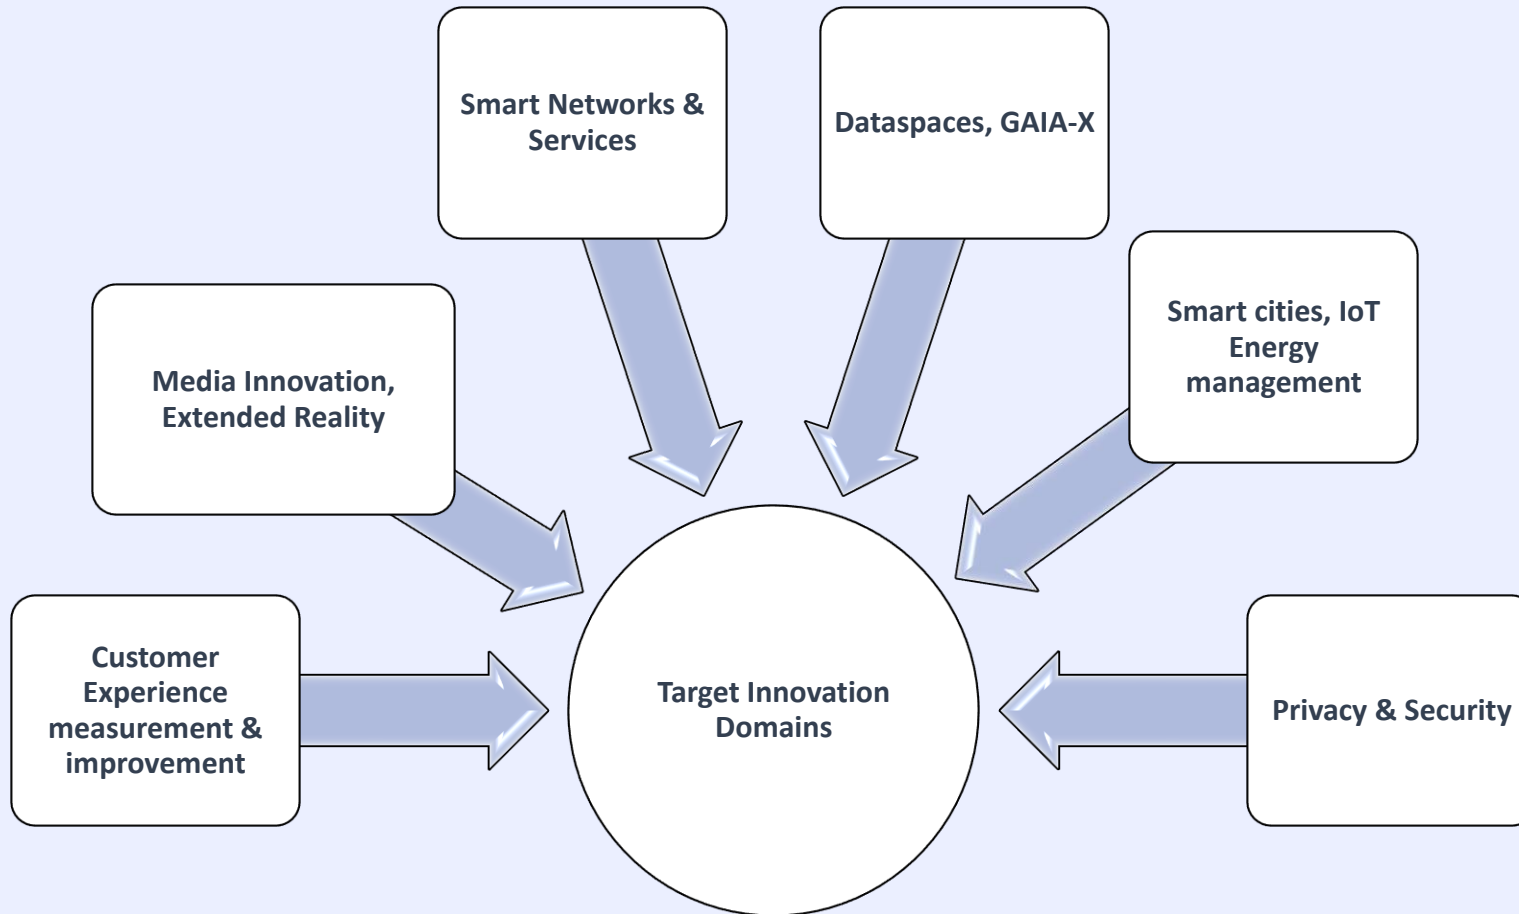 Smart Networks &
Services
Dataspaces, GAIA-X
Smart cities, IoT
Energy
management
Media Innovation,
Extended Reality
Customer
Experience
measurement &
improvement
Target Innovation
Domains
Privacy & Security